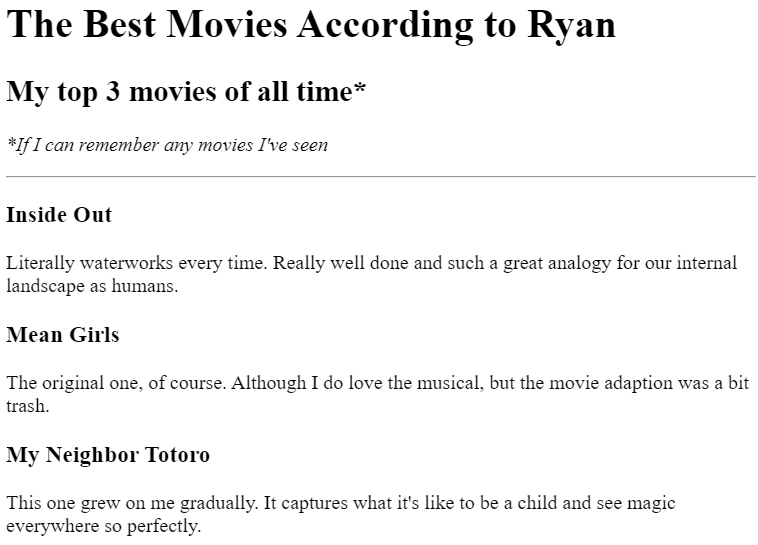 The Best Movies According to Ryan
My top 3 movies of all time*
*If I can remember any movies I've seen
Inside Out
Literally waterworks every time. Really well done and such a great analogy for our internal
landscape as humans.
Mean Girls
The original one, of course. Although I do love the musical, but the movie adaption was a bit
trash.
My Neighbor Totoro
This one grew on me gradually. It captures what it's like to be a child and see magic
everywhere so perfectly.